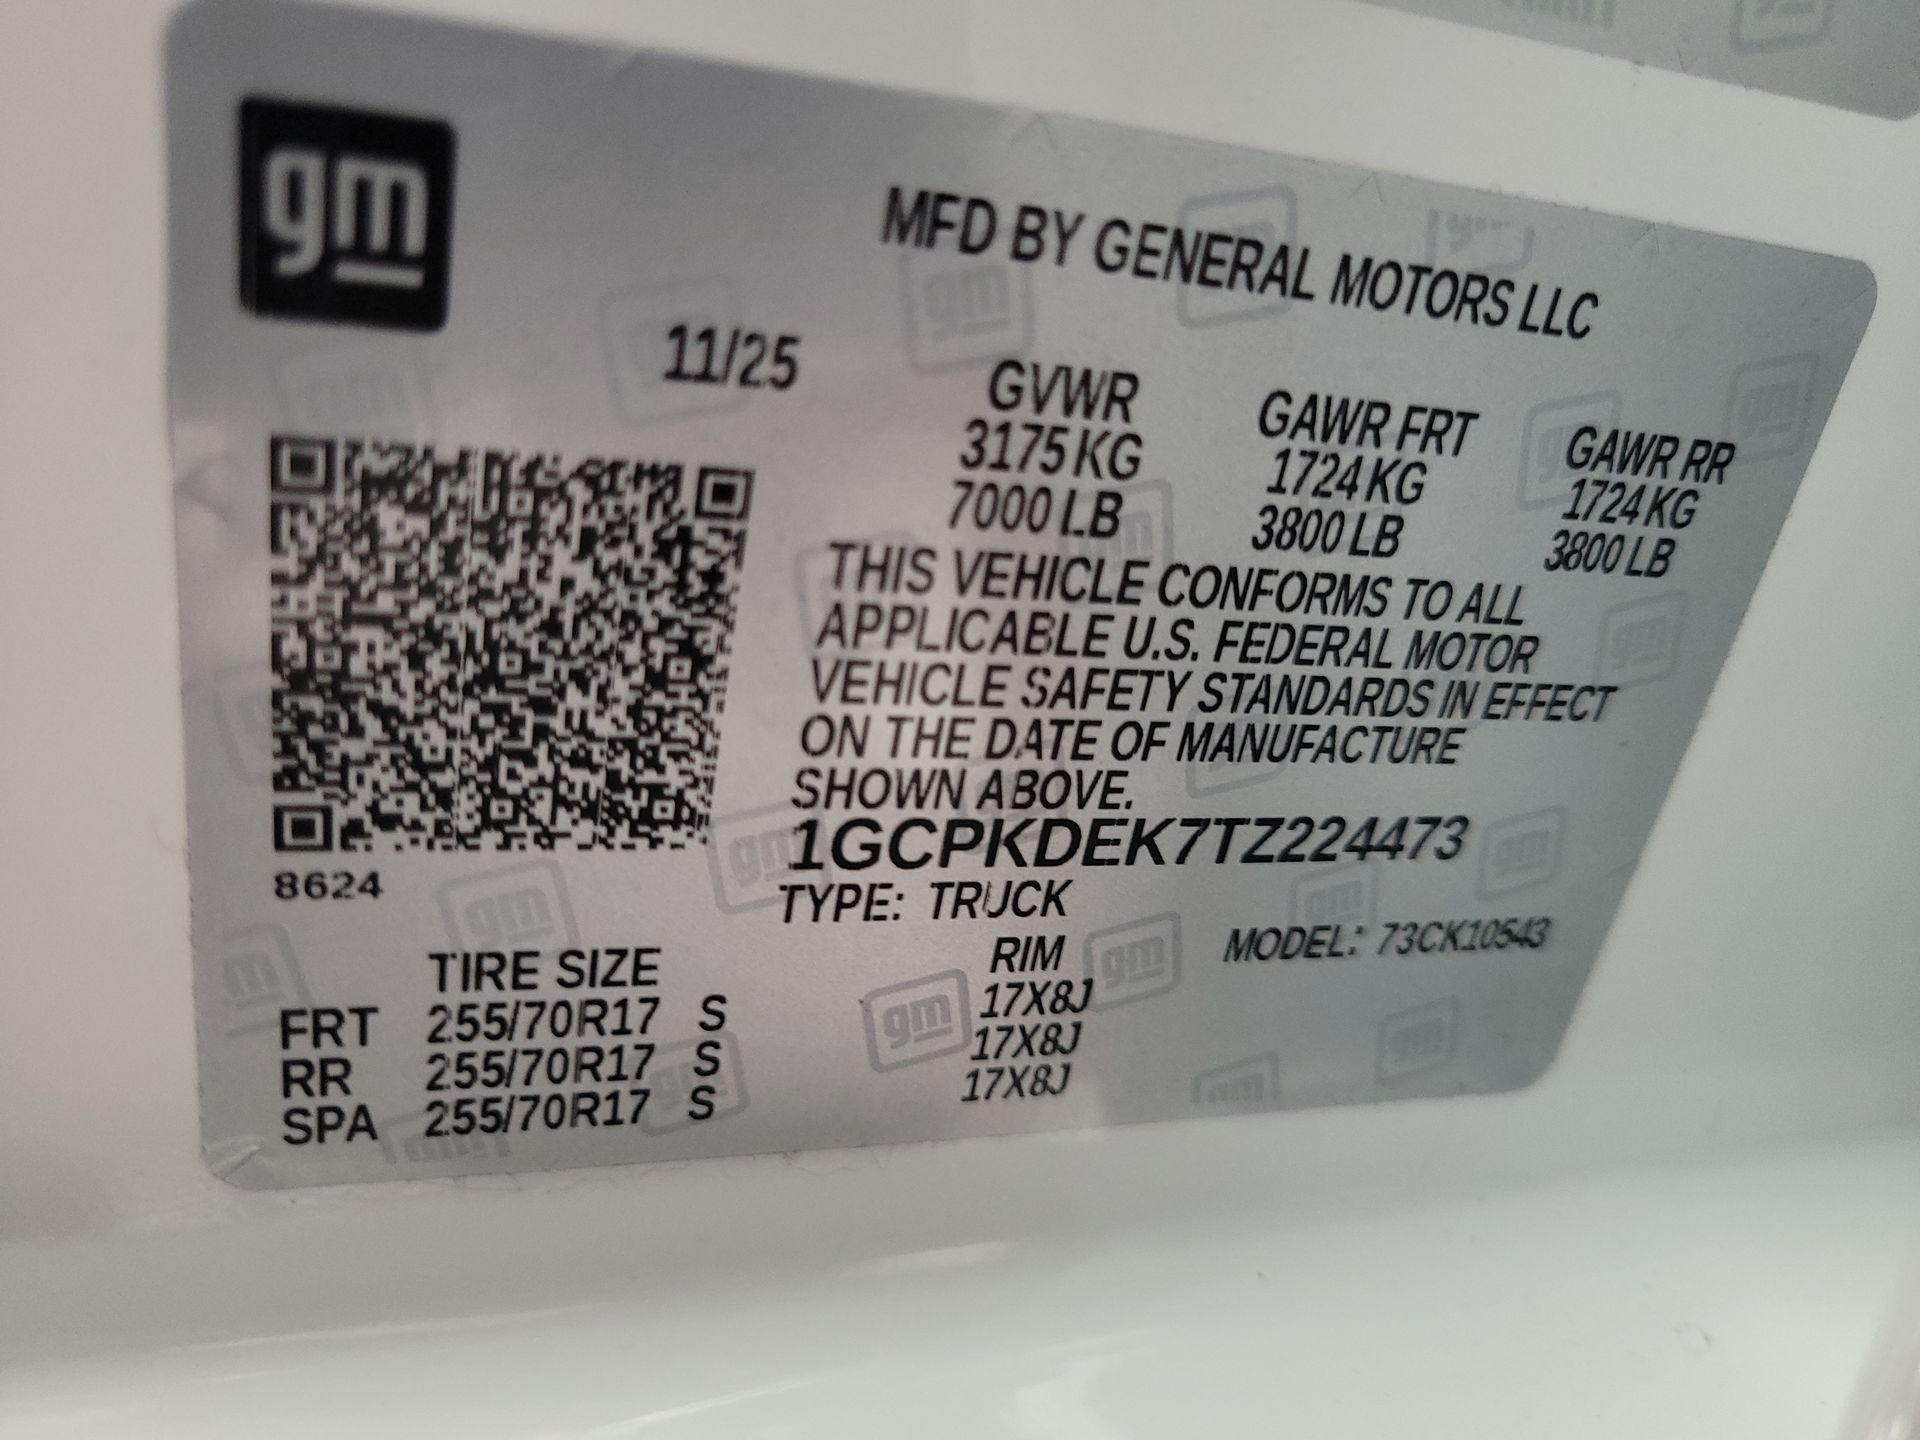 gm
MFD BY GENERAL MOTORS LLC
11/25
GVWR GAWR FRT GAWR RR
3175 KG 1724 KG 1724 KG
7000 LB 3800 LB 3800 LB
THIS VEHICLE CONFORMS TO ALL
APPLICABLE U.S. FEDERAL MOTOR
VEHICLE SAFETY STANDARDS IN EFFECT
ON THE DATE OF MANUFACTURE
SHOWN ABOVE.
1GCPKDEK7TZ224473
8624
TYPE: TRUCK MODEL: 73CK10543
TIRE SIZE RIM
FRT 255/70R17 S 17X8J
RR 255/70R17 S 17X8J
SPA 255/70R17 S 17X8J